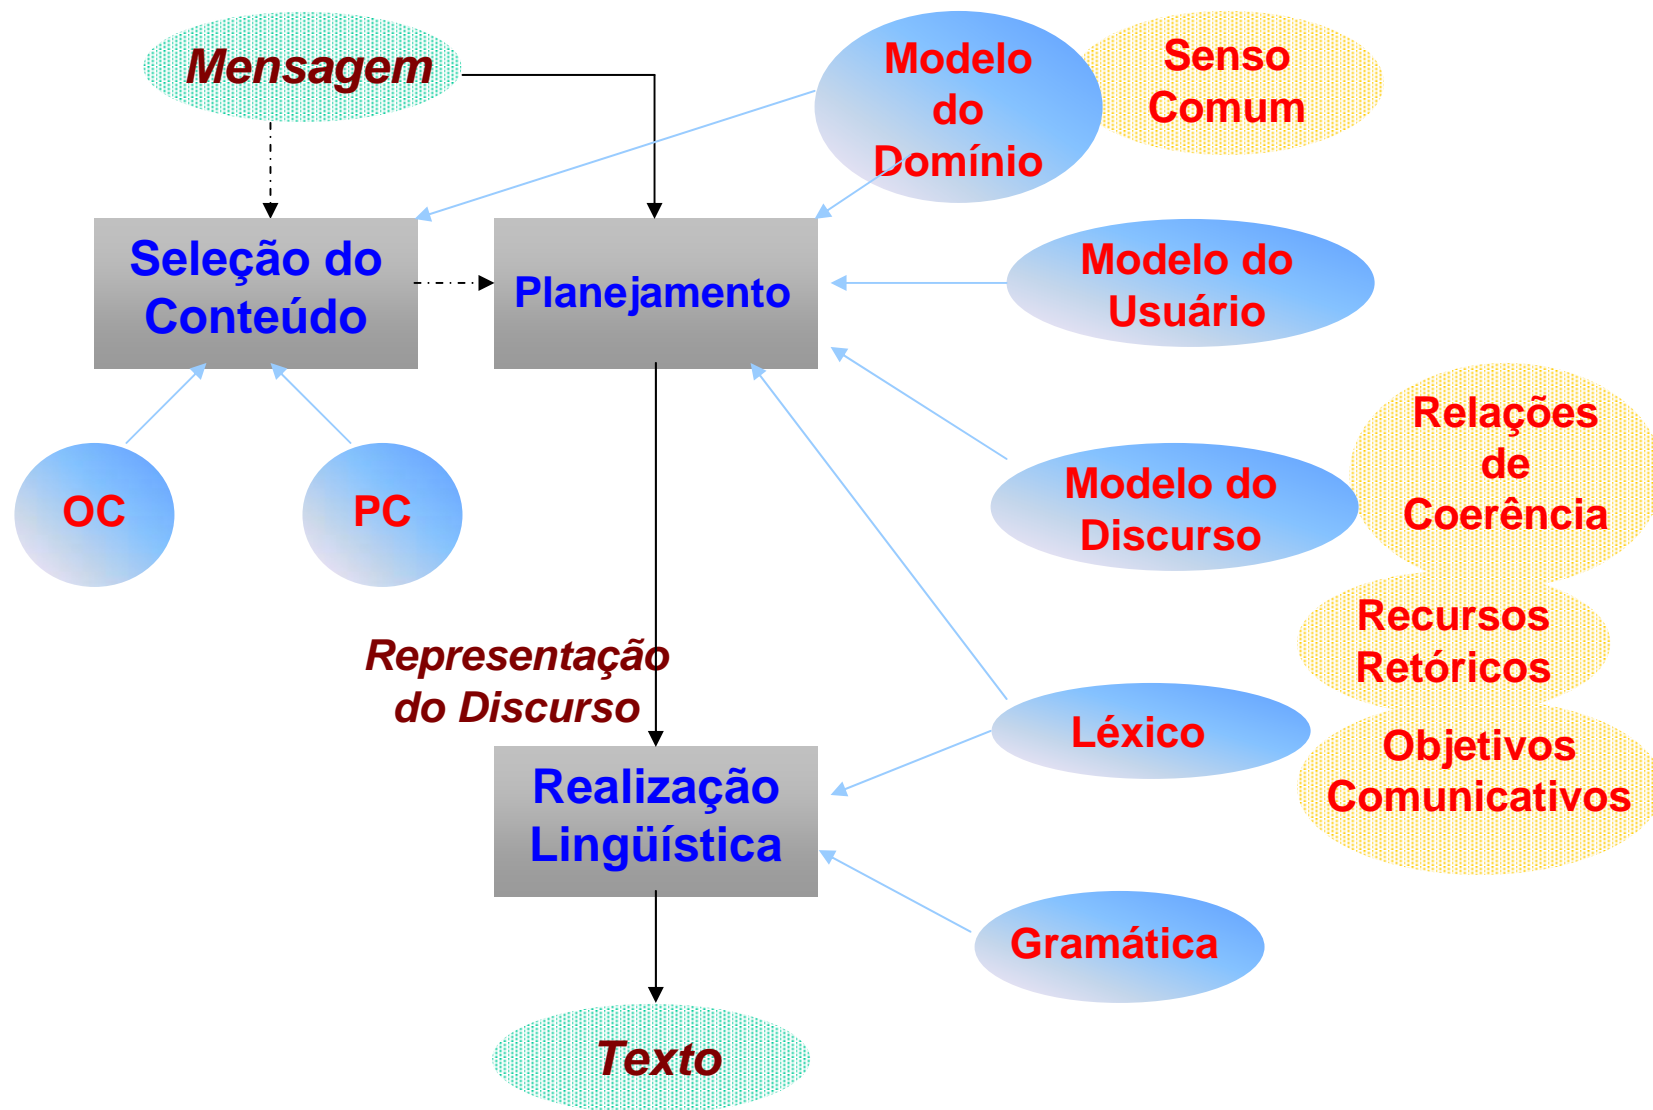 Mensagem
Modelo
do
Domínio
Senso
Comum
Seleção do
Conteúdo
Planejamento
Modelo do
Usuário
OC
PC
Modelo do
Discurso
Relações
de
Coerência
Recursos
Retóricos
Representação
do Discurso
Léxico
Objetivos
Comunicativos
Realização
Lingüística
Gramática
Texto